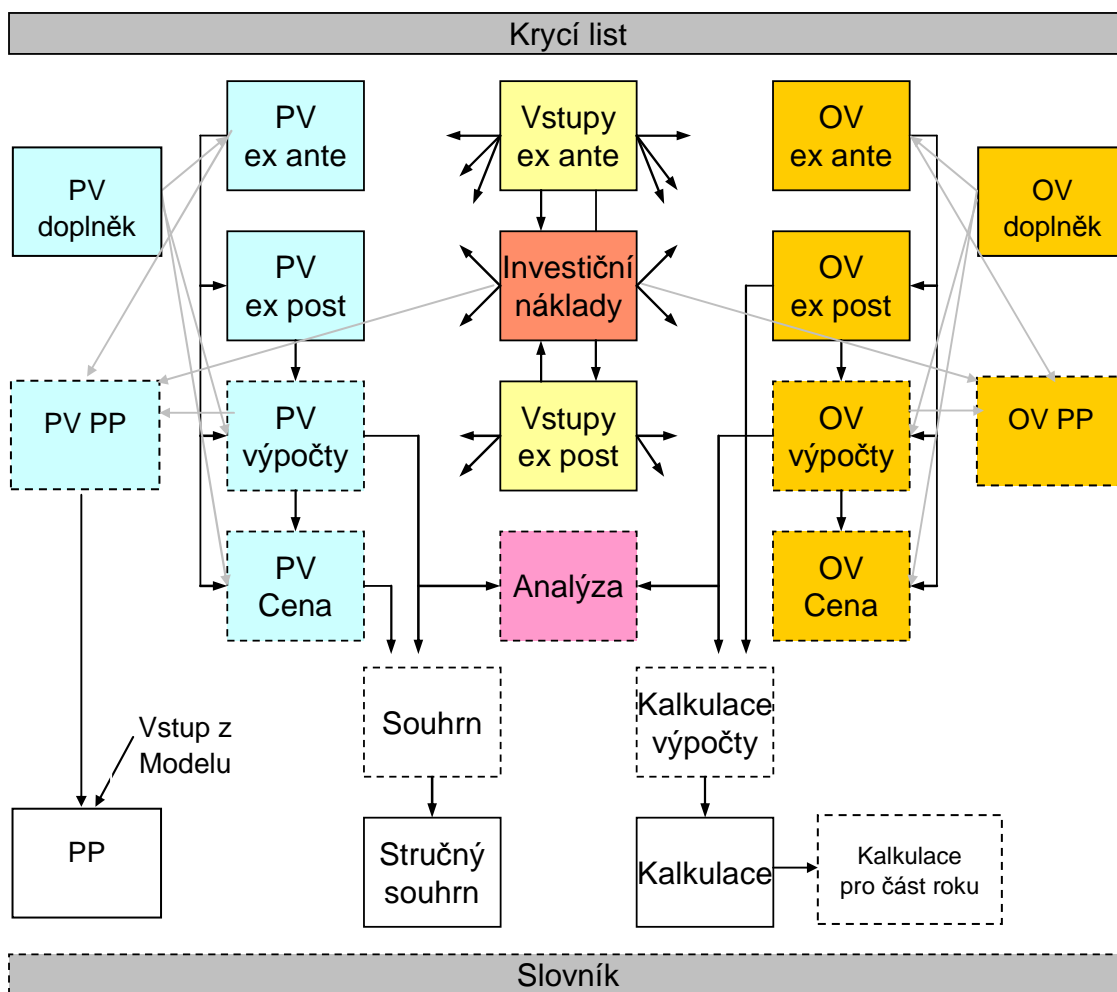 Krycí list
PV
ex ante
Vstupy
ex ante
OV
ex ante
PV
doplněk
OV
doplněk
PV
ex post
Investiční
náklady
OV
ex post
PV PP
PV
výpočty
Vstupy
ex post
OV
výpočty
OV PP
PV
Cena
Analýza
OV
Cena
Souhrn
Kalkulace
výpočty
Vstup z
Modelu
PP
Stručný
souhrn
Kalkulace
Kalkulace
pro část roku
Slovník